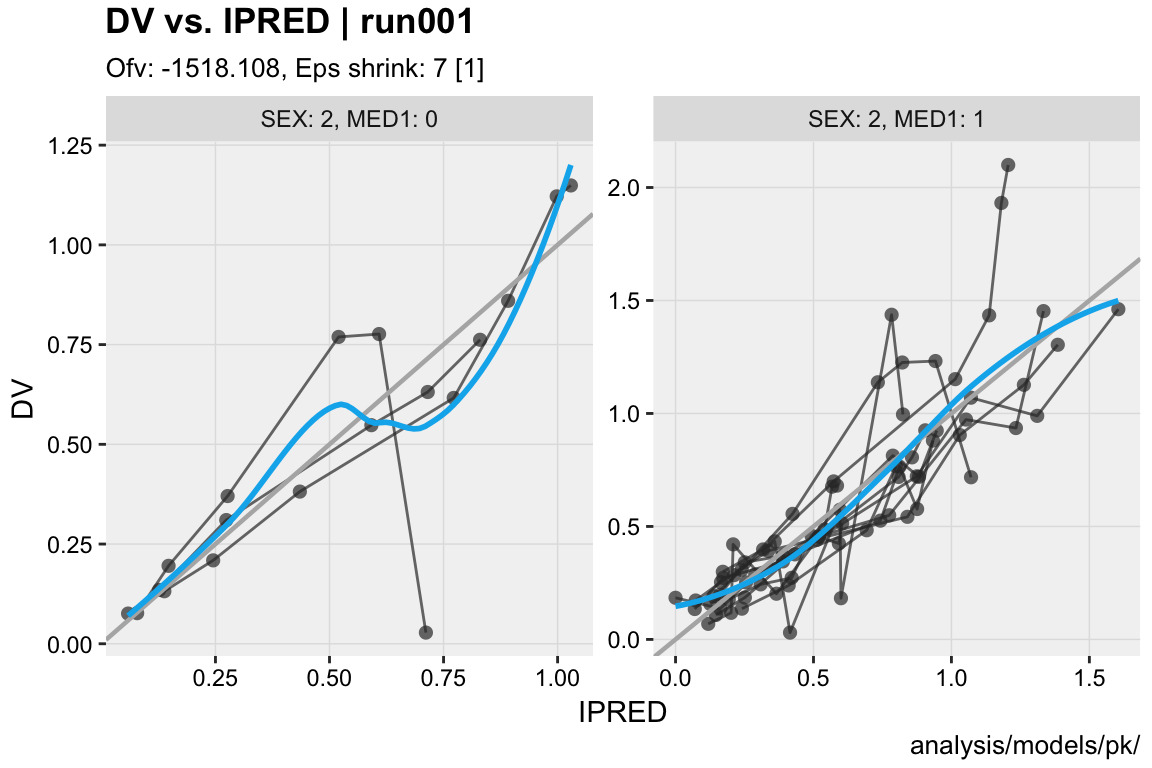 DV vs. IPRED | run001
Ofv: -1518.108, Eps shrink: 7 [1]
SEX: 2, MED1: 0
SEX: 2, MED1: 1
DV
1.25
1.00
0.75
0.50
0.25
0.00
2.0
1.5
1.0
0.5
0.0
0.25 0.50 0.75 1.00
0.0 0.5 1.0 1.5
IPRED
analysis/models/pk/